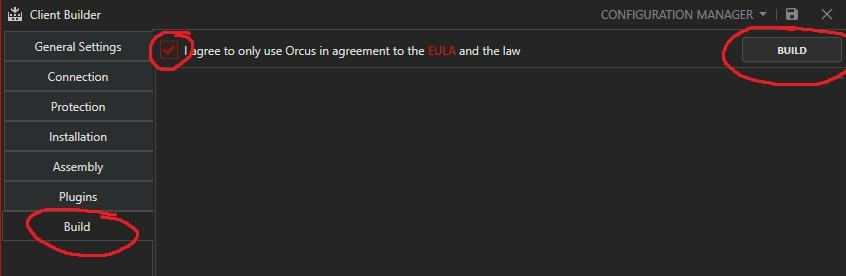 Client Builder
CONFIGURATION MANAGER
General Settings
I agree to only use Orcus in agreement to the EULA and the law
BUILD
Connection
Protection
Installation
Assembly
Plugins
Build